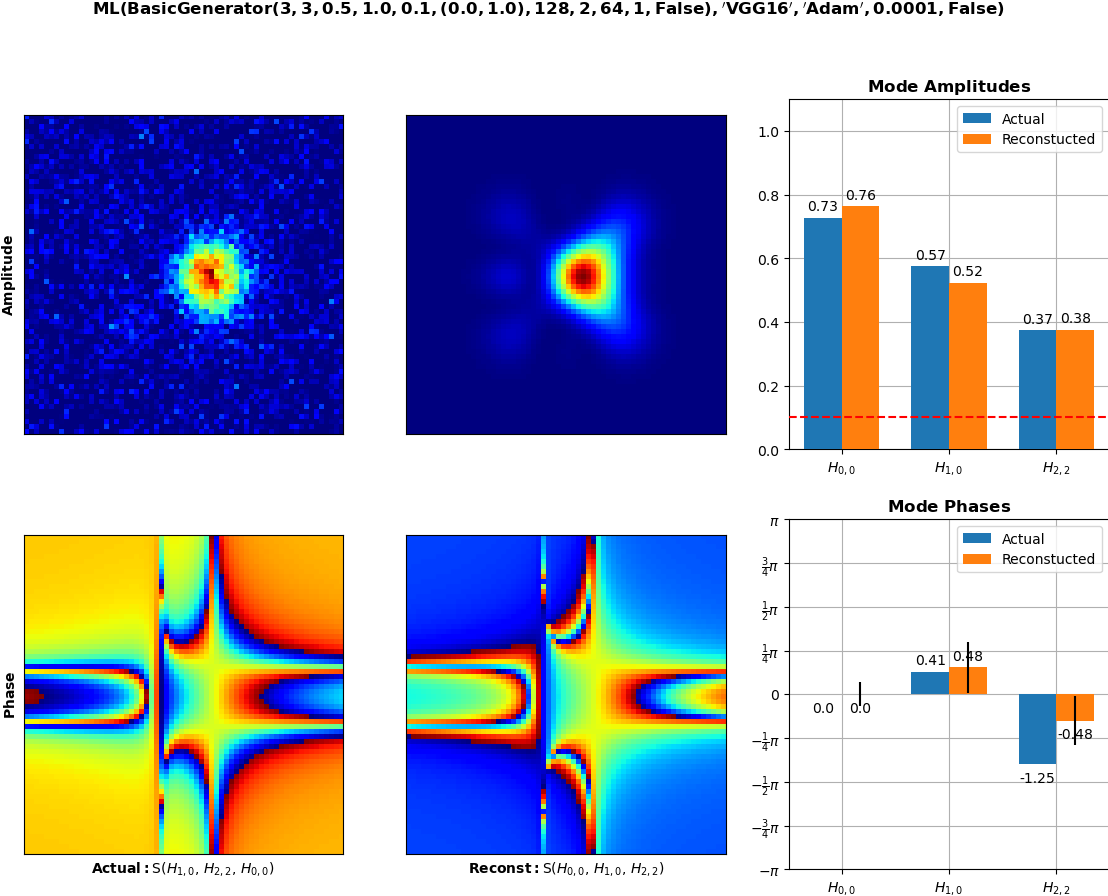 ML(BasicGenerator(3, 3, 0.5, 1.0, 0.1, (0.0, 1.0), 128, 2, 64, 1, False), ′VGG16′, ′Adam′, 0.0001, False)
Amplitude
Mode Amplitudes
Actual
Reconstucted
1.0
0.8
0.6
0.4
0.2
0.0
0.73
0.76
0.57
0.52
0.37
0.38
H0,0
H1,0
H2,2
Phase
Actual: S(H1,0, H2,2, H0,0)
Reconst: S(H0,0, H1,0, H2,2)
Mode Phases
Actual
Reconstucted
π
3/4π
1/2π
1/4π
0
−1/4π
−1/2π
−3/4π
−π
0.0
0.0
0.41
0.48
-1.25
-0.48
H0,0
H1,0
H2,2